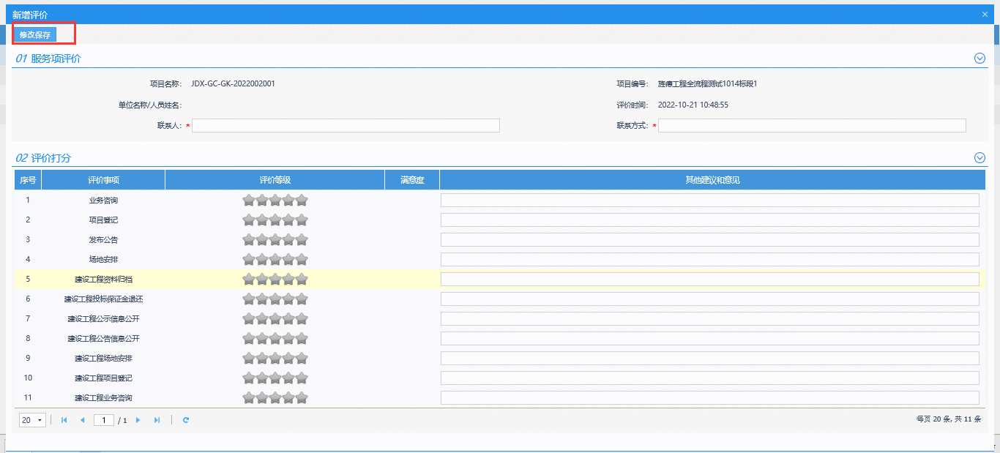 新增评价
修改保存
01 服务项评价
项目名称: JDX-GC-GK-2022002001 项目编号: 旌德工程全流程测试1014标段1
单位名称/人员姓名: 评价时间: 2022-10-21 10:48:55
联系人: * 联系方式: *
02 评价打分
序号 评价事项 评价等级 满意度 其他建议和意见
1 业务咨询
2 项目登记
3 发布公告
4 场地安排
5 建设工程资料归档
6 建设工程投标保证金退还
7 建设工程公示信息公开
8 建设工程公告信息公开
9 建设工程场地安排
10 建设工程项目登记
11 建设工程业务咨询
20 1 / 1 每页 20 条, 共 11 条